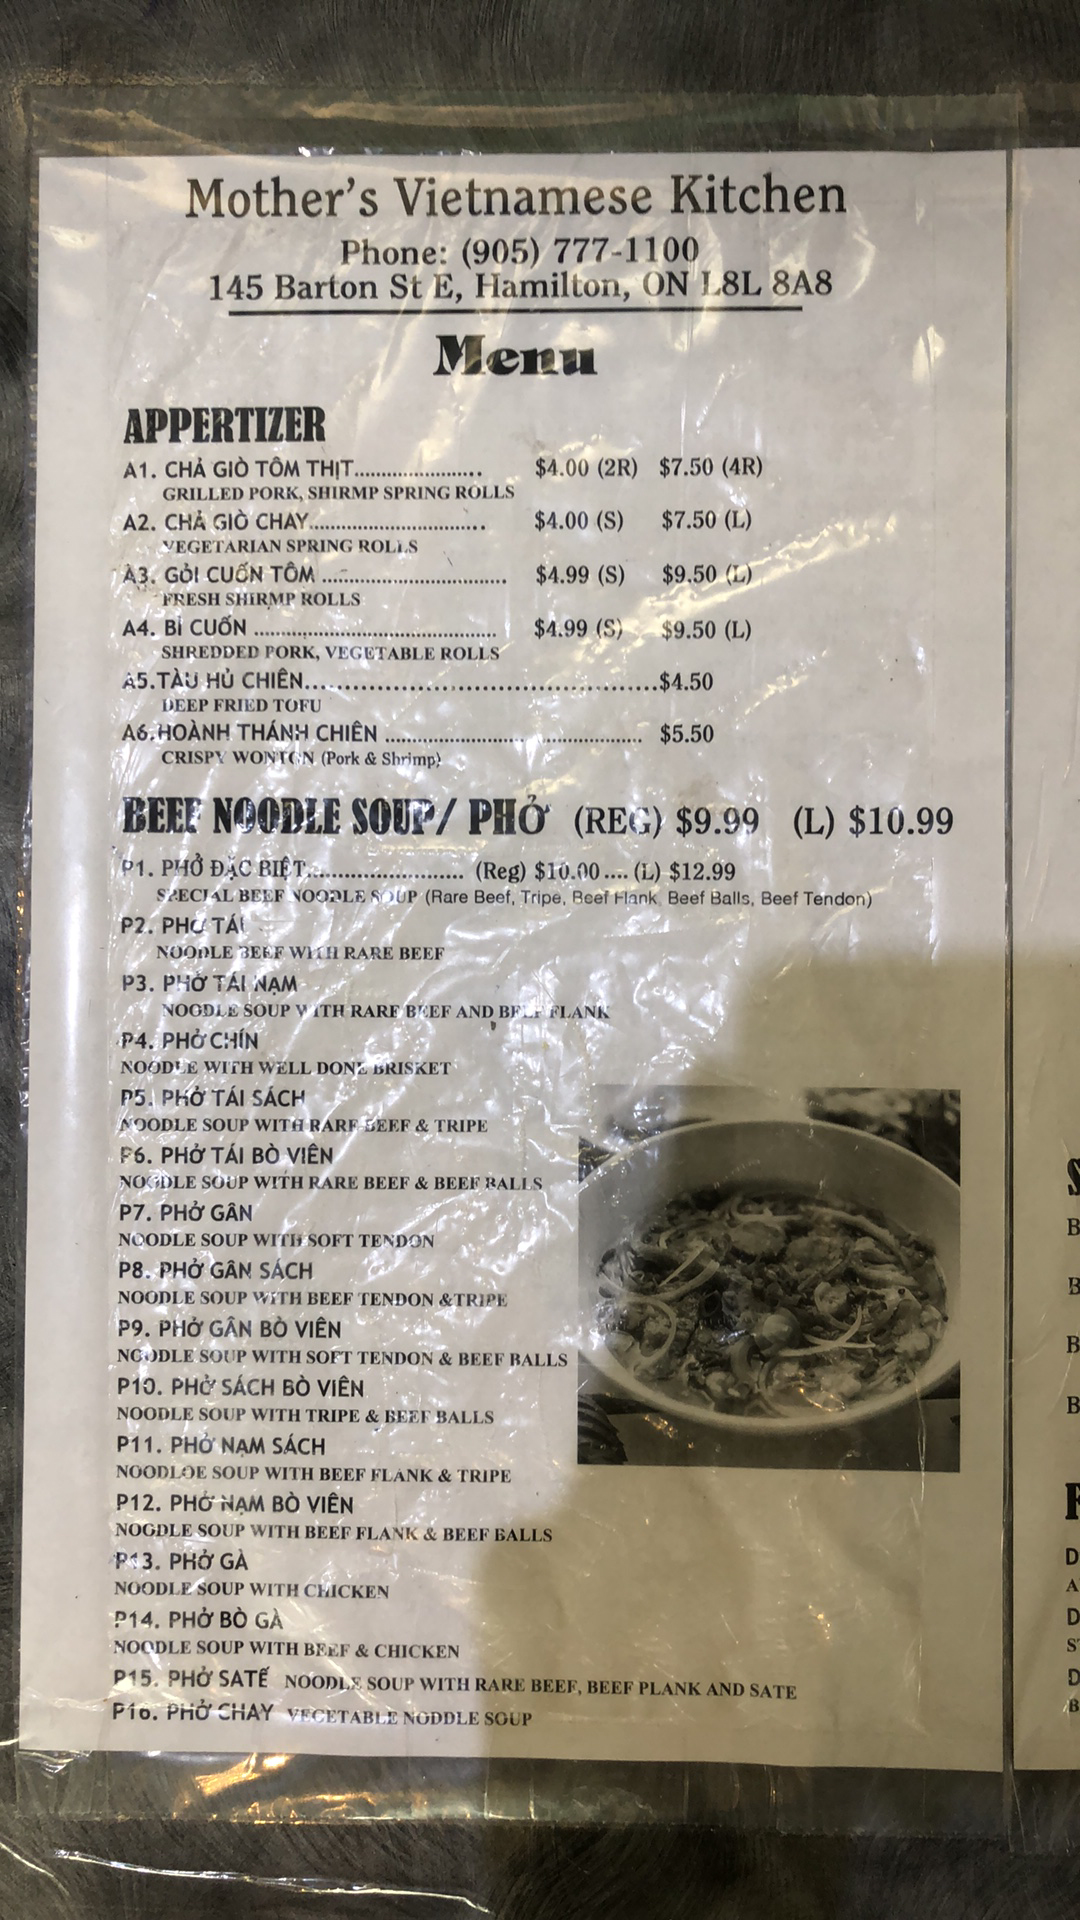 Mother's Vietnamese Kitchen
Phone: (905) 777-1100
145 Barton St E, Hamilton, ON L8L 8A8
Menu
APPERTIZER
A1. CHẢ GIÒ TÔM THỊT...................... $4.00 (2R) $7.50 (4R)
GRILLED PORK, SHIRMP SPRING ROLLS
A2. CHẢ GIÒ CHAY.............................. $4.00 (S) $7.50 (L)
VEGETARIAN SPRING ROLLS
A3. GỎI CUỐN TÔM ................................ $4.99 (S) $9.50 (L)
FRESH SHIRMP ROLLS
A4. BÌ CUỐN .......................................... $4.99 (S) $9.50 (L)
SHREDDED PORK, VEGETABLE ROLLS
A5.TÀU HỦ CHIÊN..........................................$4.50
DEEP FRIED TOFU
A6.HOÀNH THÁNH CHIÊN .......................................... $5.50
CRISPY WONTON (Pork & Shrimp)
BEEF NOODLE SOUP/ PHỞ (REG) $9.99 (L) $10.99
P1. PHỞ ĐẶC BIỆT.......................... (Reg) $10.00.... (L) $12.99
SPECIAL BEEF NOODLE SOUP (Rare Beef, Tripe, Beef Flank, Beef Balls, Beef Tendon)
P2. PHỞ TÁI
NOODLE BEEF WITH RARE BEEF
P3. PHỞ TÁI NẠM
NOODLE SOUP WITH RARE BEEF AND BEEF FLANK
P4. PHỞ CHÍN
NOODLE WITH WELL DONE BRISKET
P5. PHỞ TÁI SÁCH
NOODLE SOUP WITH RARE BEEF & TRIPE
P6. PHỞ TÁI BÒ VIÊN
NOODLE SOUP WITH RARE BEEF & BEEF BALLS
P7. PHỞ GÂN
NOODLE SOUP WITH SOFT TENDON
P8. PHỞ GÂN SÁCH
NOODLE SOUP WITH BEEF TENDON &TRIPE
P9. PHỞ GÂN BÒ VIÊN
NOODLE SOUP WITH SOFT TENDON & BEEF BALLS
P10. PHỞ SÁCH BÒ VIÊN
NOODLE SOUP WITH TRIPE & BEEF BALLS
P11. PHỞ NẠM SÁCH
NOODLOE SOUP WITH BEEF FLANK & TRIPE
P12. PHỞ NẠM BÒ VIÊN
NOODLE SOUP WITH BEEF FLANK & BEEF BALLS
P13. PHỞ GÀ
NOODLE SOUP WITH CHICKEN
P14. PHỞ BÒ GÀ
NOODLE SOUP WITH BEEF & CHICKEN
P15. PHỞ SATẾ NOODLE SOUP WITH RARE BEEF, BEEF PLANK AND SATE
P16. PHỞ CHAY VEGETABLE NODDLE SOUP